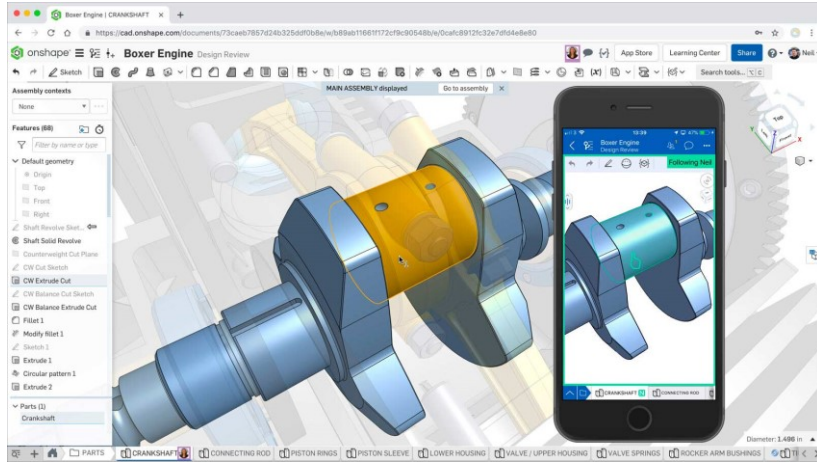 Boxer Engine | CRANKSHAFT
https://cad.onshape.com/documents/73caeb7857d24b325ddf0b8e/w/b89ab11661f172cf9c90548b/e/0cafc8912fc32e7dfd4e8e80
onshape Boxer Engine Design Review App Store Learning Center Share Neil
Sketch Search tools...
Assembly contexts
None
MAIN ASSEMBLY displayed Go to assembly
Features (68)
Filter by name or type
Default geometry
Origin
Top
Front
Right
Shaft Revolve Sket...
Shaft Solid Revolve
Counterweight Cut Plane
CW Cut Sketch
CW Extrude Cut
CW Balance Cut Sketch
CW Balance Extrude Cut
Fillet 1
Modify fillet 1
Sketch 1
Extrude 1
Circular pattern 1
Extrude 2
Parts (1)
Crankshaft
Top
13:39 47%
Boxer Engine
Design Review
Following Neil
CRANKSHAFT N CONNECTING ROD
Diameter: 1.496 in
PARTS CRANKSHAFT CONNECTING ROD PISTON RINGS PISTON SLEEVE LOWER HOUSING VALVE / UPPER HOUSING VALVE SPRINGS ROCKER ARM BUSHINGS